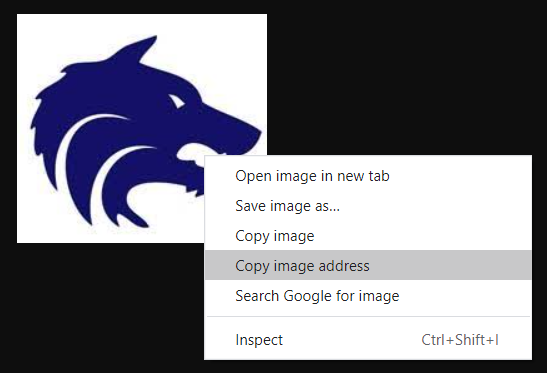 Open image in new tab
Save image as...
Copy image
Copy image address
Search Google for image
Inspect Ctrl+Shift+I